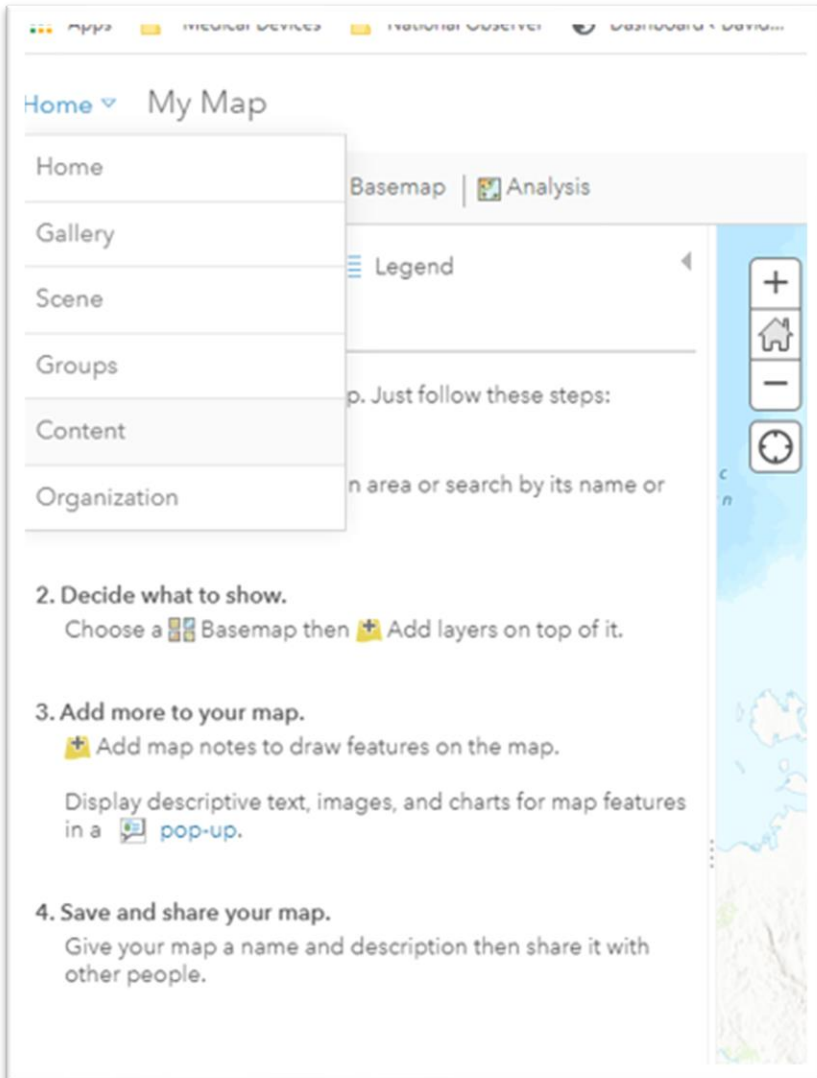 Apps Medical Devices National Observer Dashboard ‹ David...
Home My Map
Home
Basemap | Analysis
Gallery
Legend
Scene
Groups
p. Just follow these steps:
Content
n area or search by its name or
Organization
2. Decide what to show.
Choose a Basemap then Add layers on top of it.
3. Add more to your map.
Add map notes to draw features on the map.
Display descriptive text, images, and charts for map features
in a pop-up.
4. Save and share your map.
Give your map a name and description then share it with
other people.
+
−
c
n